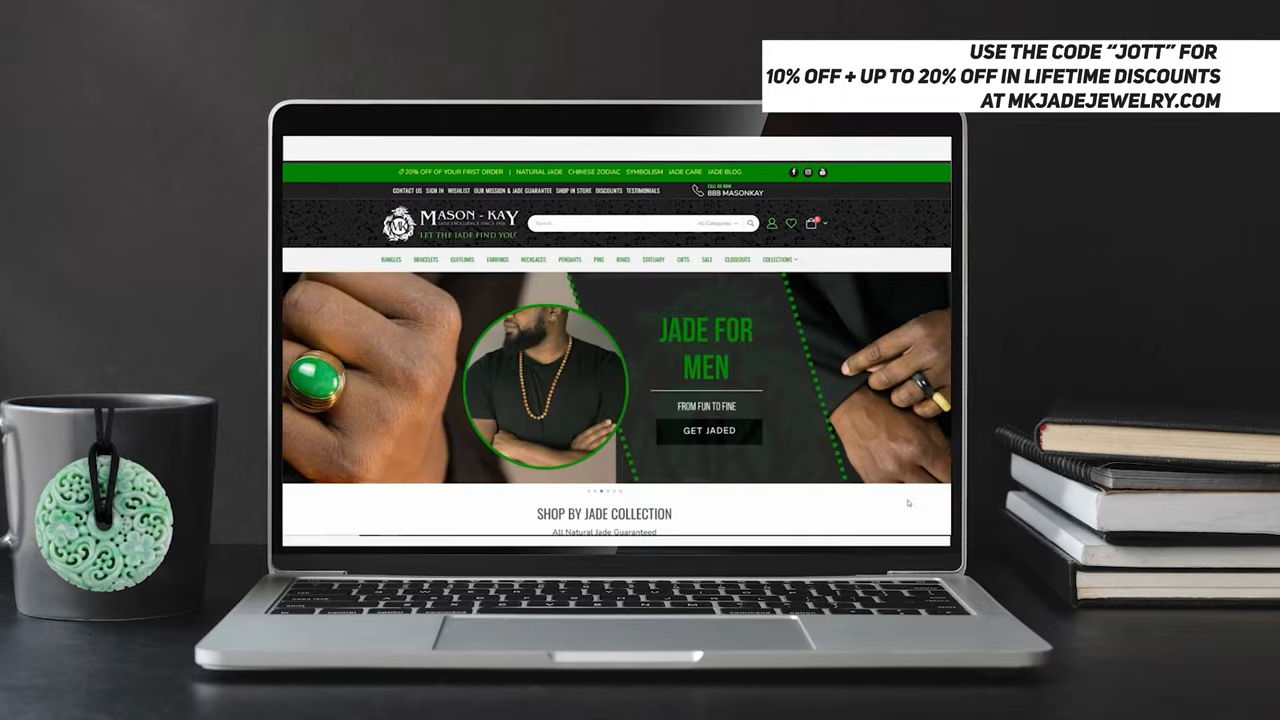 USE THE CODE “JOTT” FOR
10% OFF + UP TO 20% OFF IN LIFETIME DISCOUNTS
AT MKJADEJEWELRY.COM
20% OFF OF YOUR FIRST ORDER | NATURAL JADE CHINESE ZODIAC SYMBOLISM JADE CARE JADE BLOG
CONTACT US SIGN IN WISHLIST OUR MISSION & JADE GUARANTEE SHOP IN STORE DISCOUNTS TESTIMONIALS
CALL US NOW
888 MASONKAY
MK
MASON-KAY
LET THE JADE FIND YOU
Search...
All Categories
BANGLES BRACELETS CUFFLINKS EARRINGS NECKLACES PENDANTS PINS RINGS STATUARY GIFTS SALE CLOSEOUTS COLLECTIONS
JADE FOR
MEN
FROM FUN TO FINE
GET JADED
SHOP BY JADE COLLECTION
All Natural Jade Guaranteed